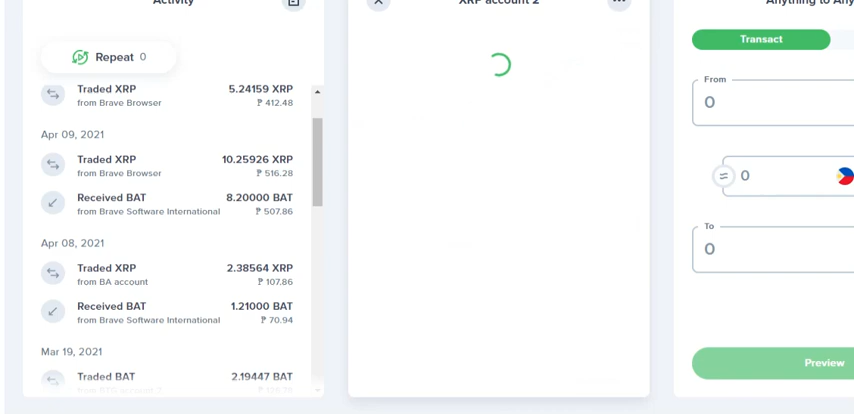 Activity
Repeat 0
Traded XRP 5.24159 XRP
from Brave Browser ₱ 412.48
Apr 09, 2021
Traded XRP 10.25926 XRP
from Brave Browser ₱ 516.28
Received BAT 8.20000 BAT
from Brave Software International ₱ 507.86
Apr 08, 2021
Traded XRP 2.38564 XRP
from BA account ₱ 107.86
Received BAT 1.21000 BAT
from Brave Software International ₱ 70.94
Mar 19, 2021
Traded BAT 2.19447 BAT
XRP account 2
Anything to Any
Transact
From
0
0
To
0
Preview